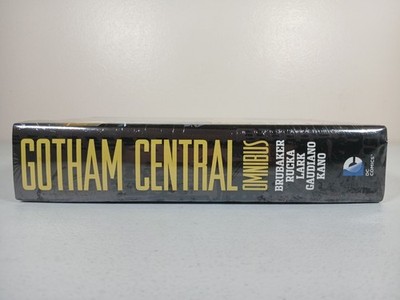 GOTHAM CENTRAL
OMNIBUS
BRUBAKER
RUCKA
LARK
GAUDIANO
KANO
DC COMICS